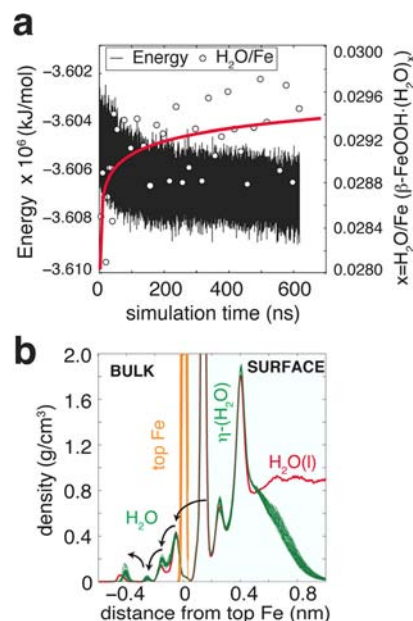 a
— Energy ○ H₂O/Fe
Energy x 10⁶ (kJ/mol)
-3.602
-3.604
-3.606
-3.608
-3.610
0.0300
0.0296
0.0292
0.0288
0.0284
0.0280
x=H₂O/Fe (β-FeOOH·(H₂O)ₓ)
0 200 400 600
simulation time (ns)
b
BULK SURFACE
density (g/cm³)
2.0
1.6
1.2
0.8
0.4
0
top Fe
η-(H₂O)
H₂O(l)
H₂O
-0.4 0 0.4 0.8
distance from top Fe (nm)